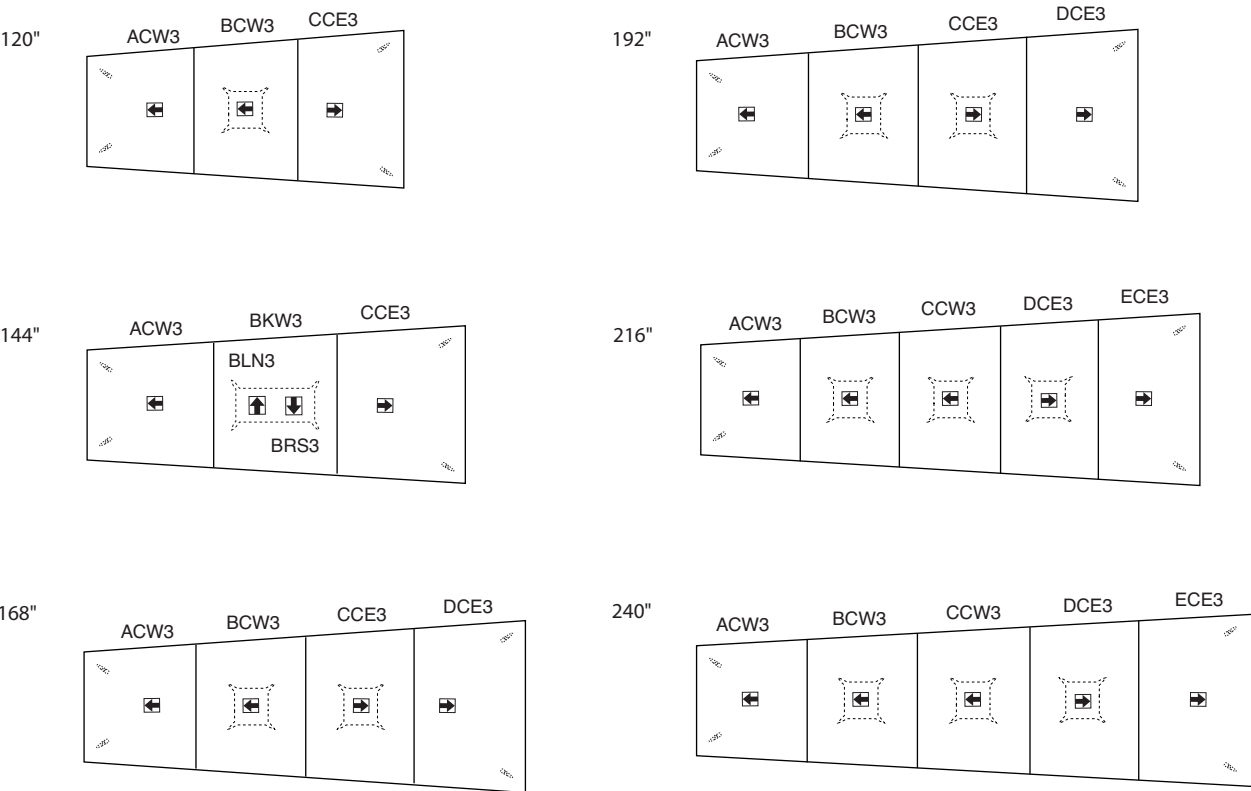 120"
ACW3 BCW3 CCE3
192"
ACW3 BCW3 CCE3 DCE3
144"
ACW3 BKW3 CCE3
BLN3
BRS3
216"
ACW3 BCW3 CCW3 DCE3 ECE3
168"
ACW3 BCW3 CCE3 DCE3
240"
ACW3 BCW3 CCW3 DCE3 ECE3